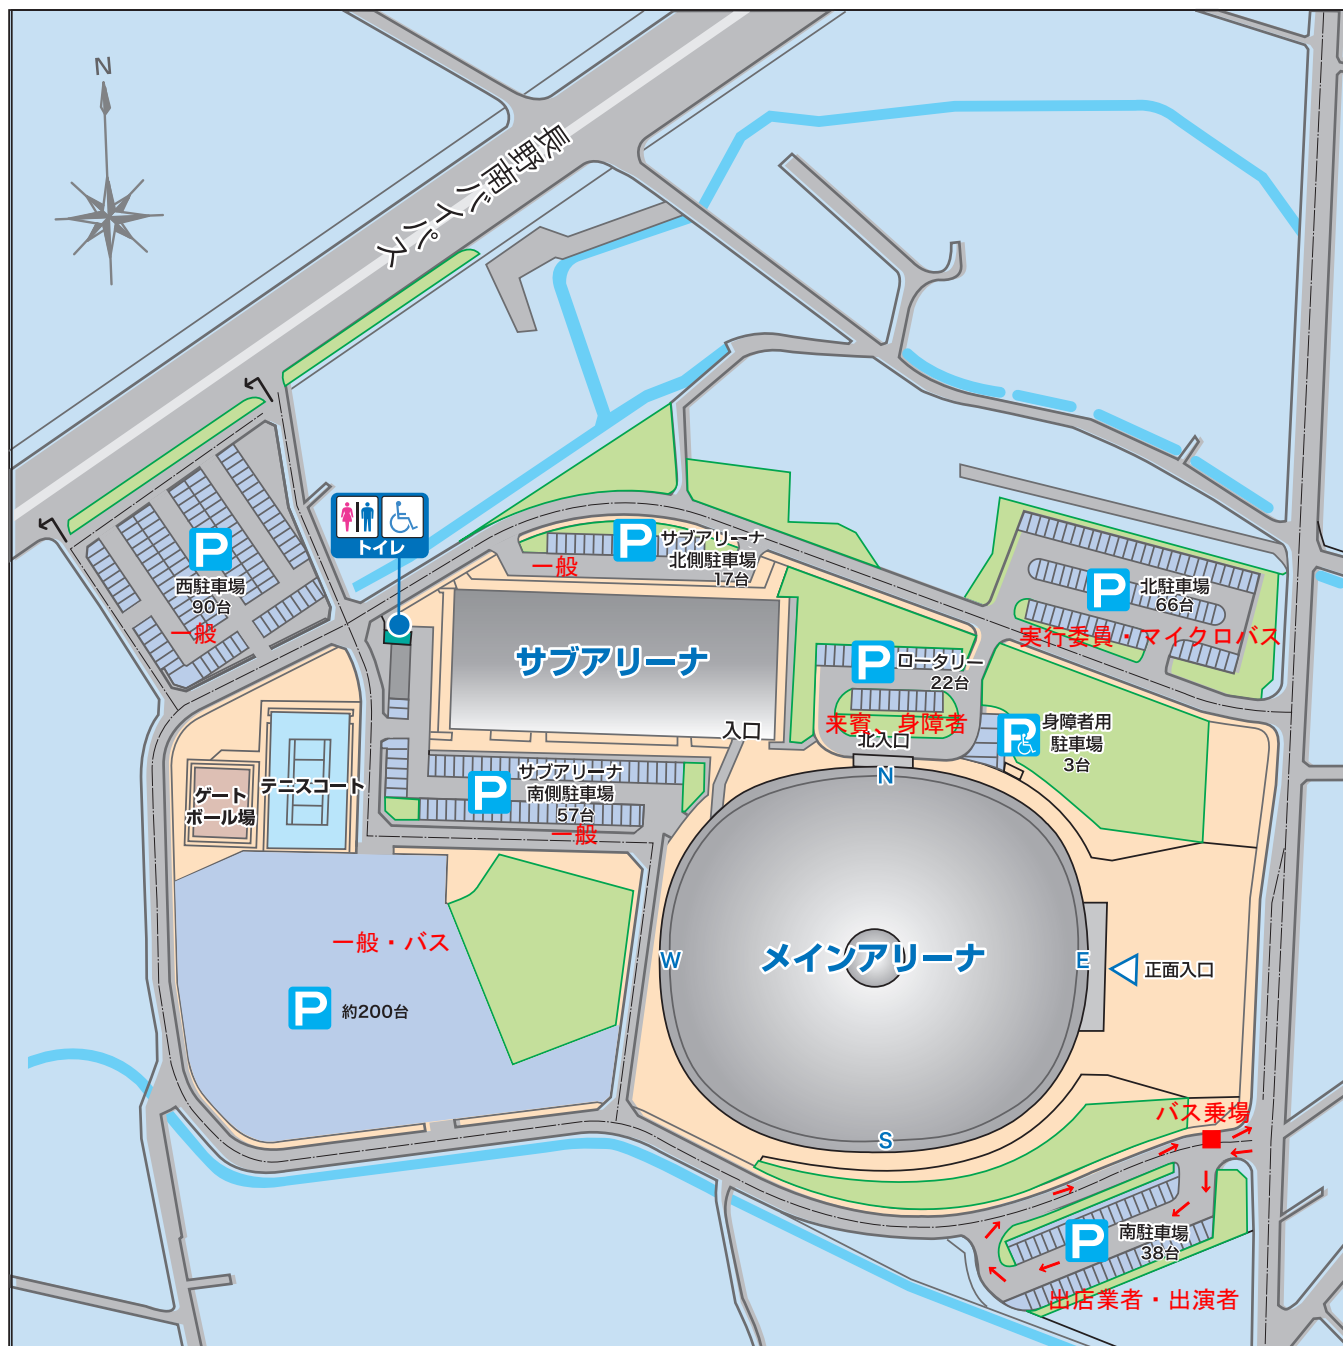 N
長野南バイパス
トイレ
P
西駐車場
90台
一般
P
サブアリーナ
北側駐車場
17台
一般
P
北駐車場
66台
実行委員・マイクロバス
サブアリーナ
P
ロータリー
22台
来賓、身障者
入口
北入口
P
身障者用
駐車場
3台
N
ゲート
ボール場
テニスコート
P
サブアリーナ
南側駐車場
57台
一般
一般・バス
P
約200台
メインアリーナ
W
E
S
正面入口
バス乗場
P
南駐車場
38台
出店業者・出演者